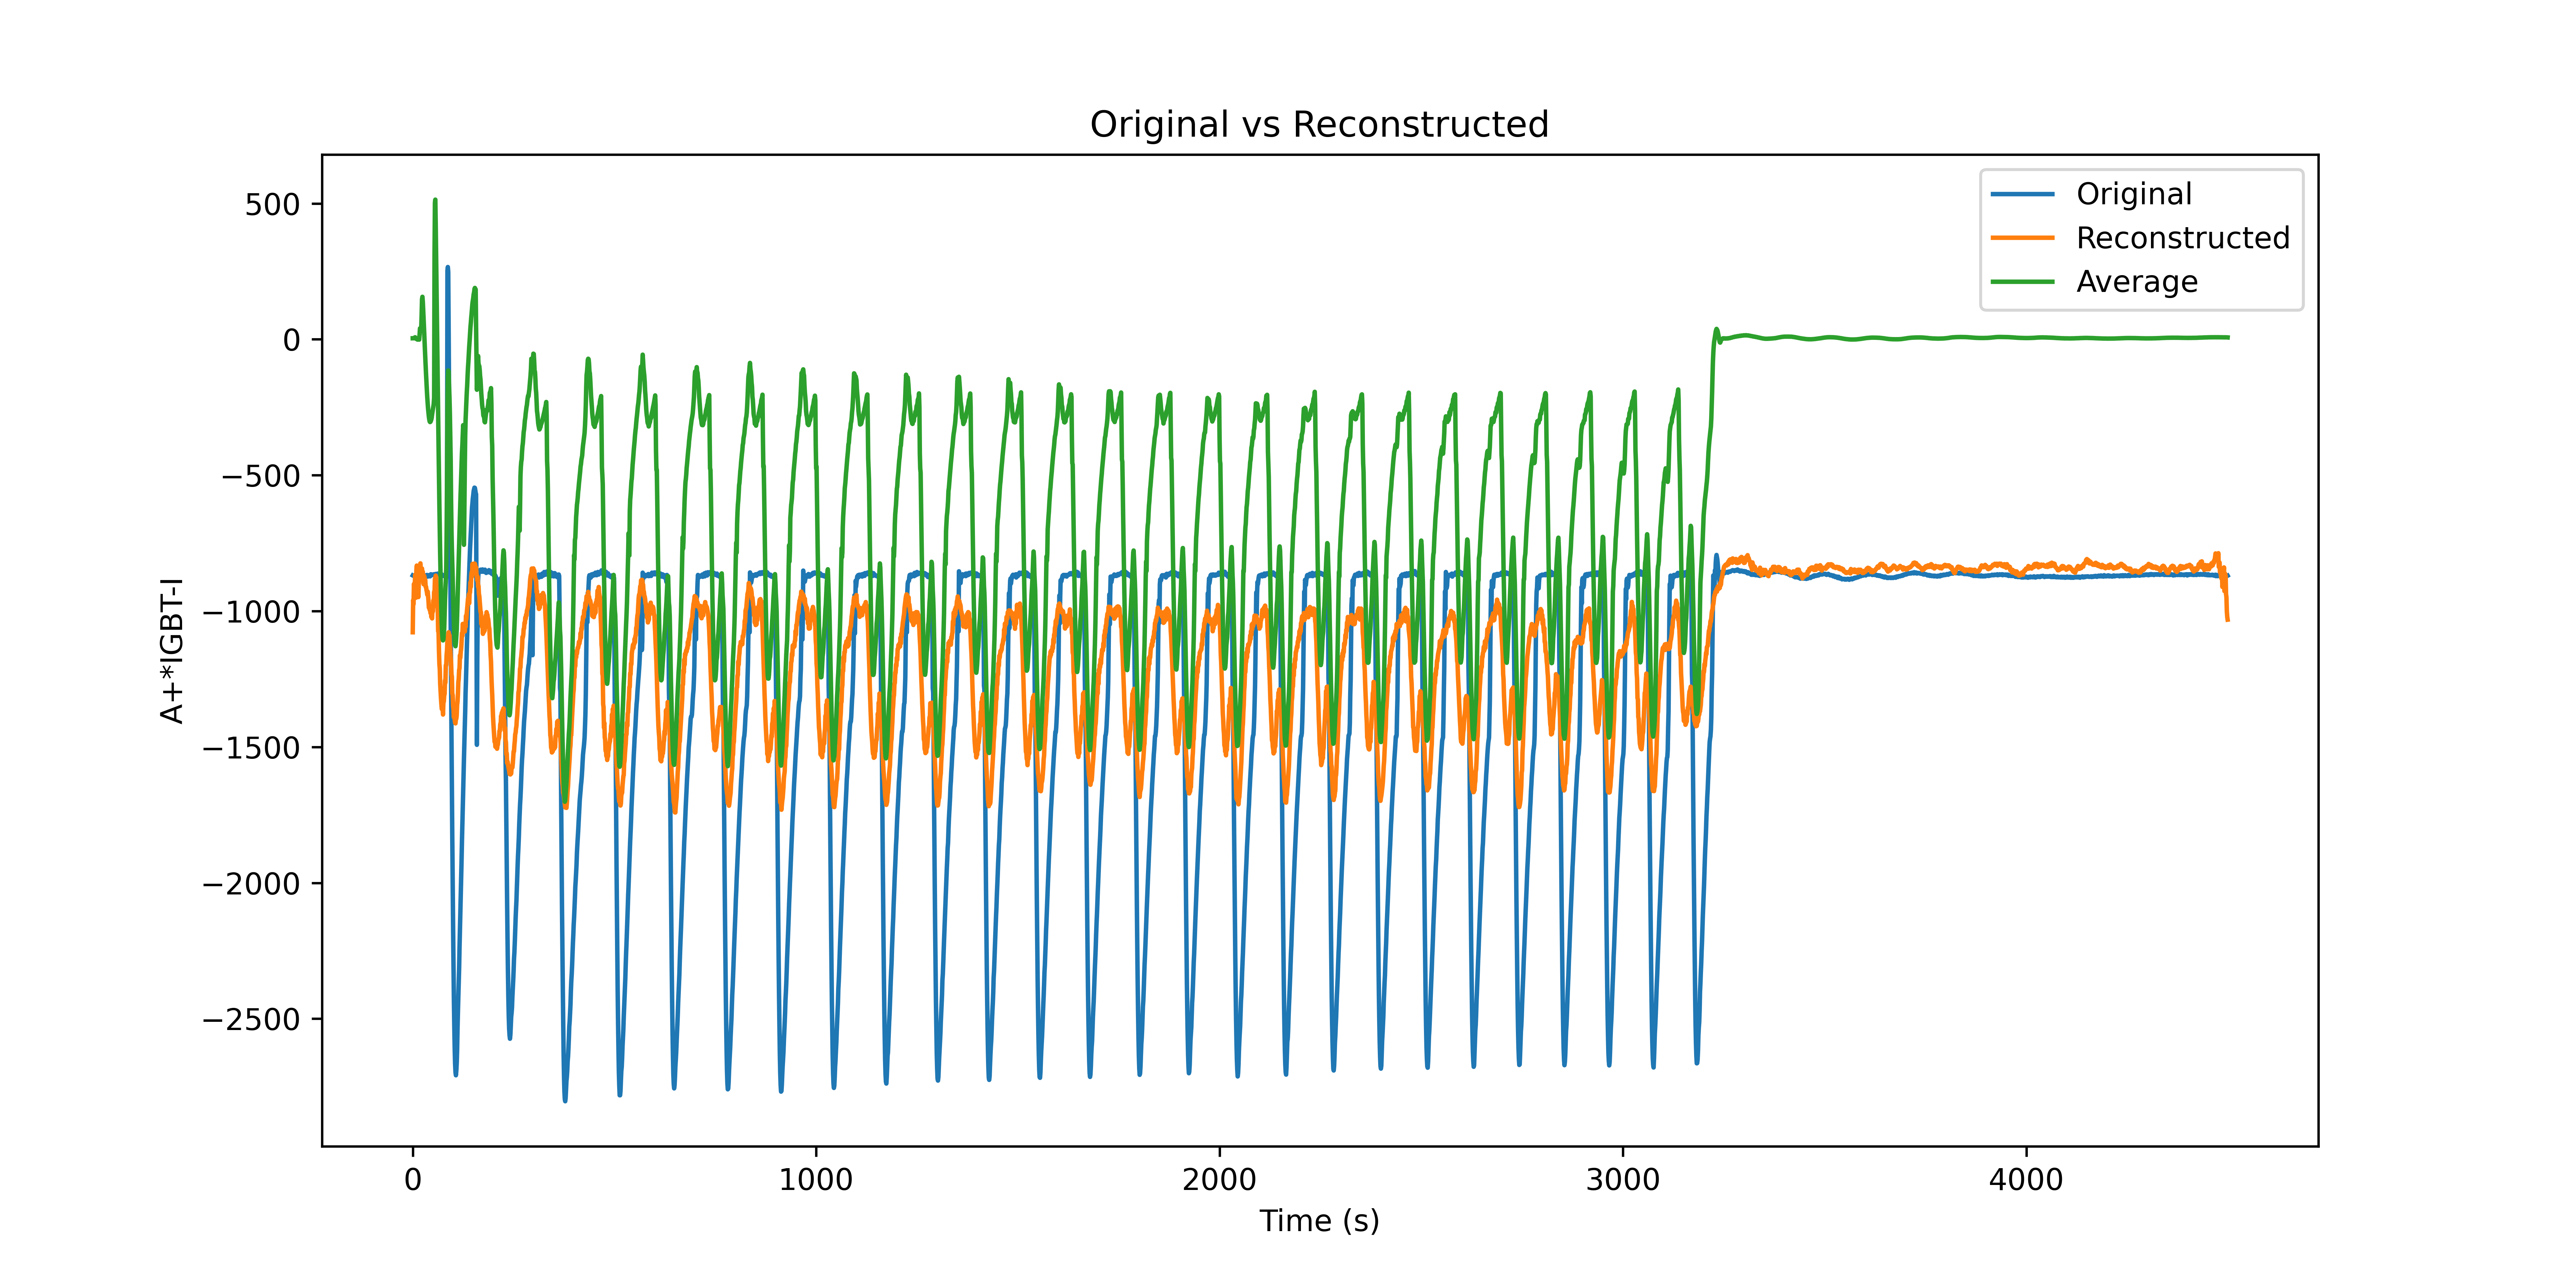 Original vs Reconstructed
Original
Reconstructed
Average
500
0
−500
−1000
−1500
−2000
−2500
A+*IGBT-I
0 1000 2000 3000 4000
Time (s)